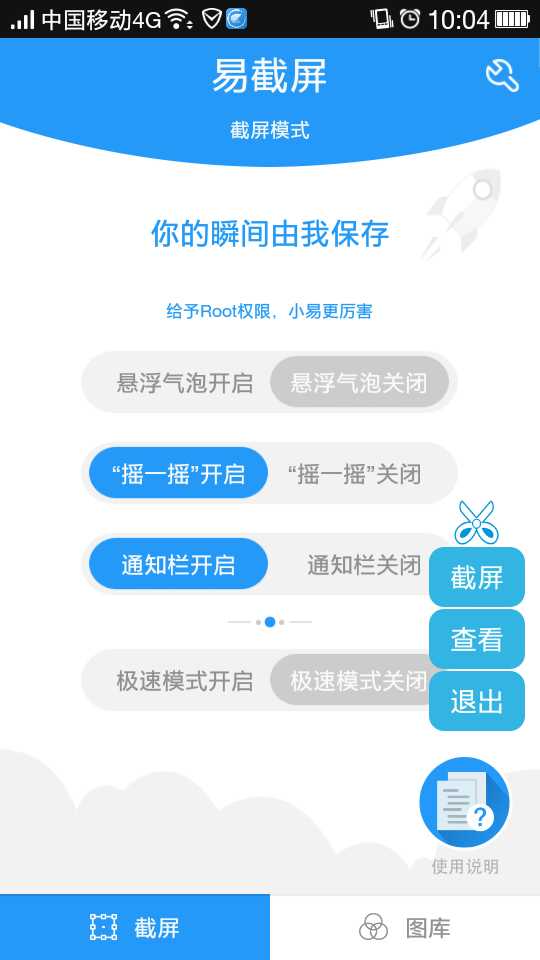 中国移动4G 10:04
易截屏
截屏模式
你的瞬间由我保存
给予Root权限，小易更厉害
悬浮气泡开启 悬浮气泡关闭
“摇一摇”开启 “摇一摇”关闭
通知栏开启 通知栏关闭
截屏
查看
极速模式开启 极速模式关闭
退出
?
使用说明
截屏 图库